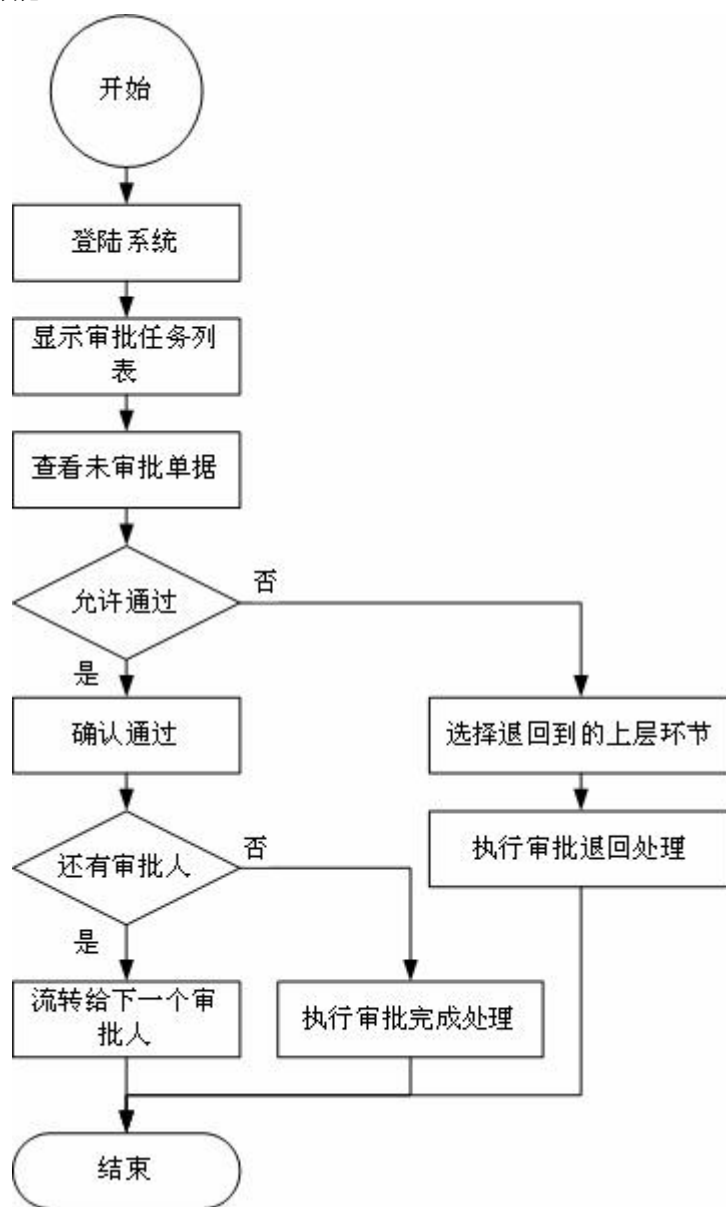 开始
登陆系统
显示审批任务列
表
查看未审批单据
允许通过
否
是
确认通过
选择退回到的上层环节
执行审批退回处理
还有审批人
否
是
流转给下一个审
批人
执行审批完成处理
结束